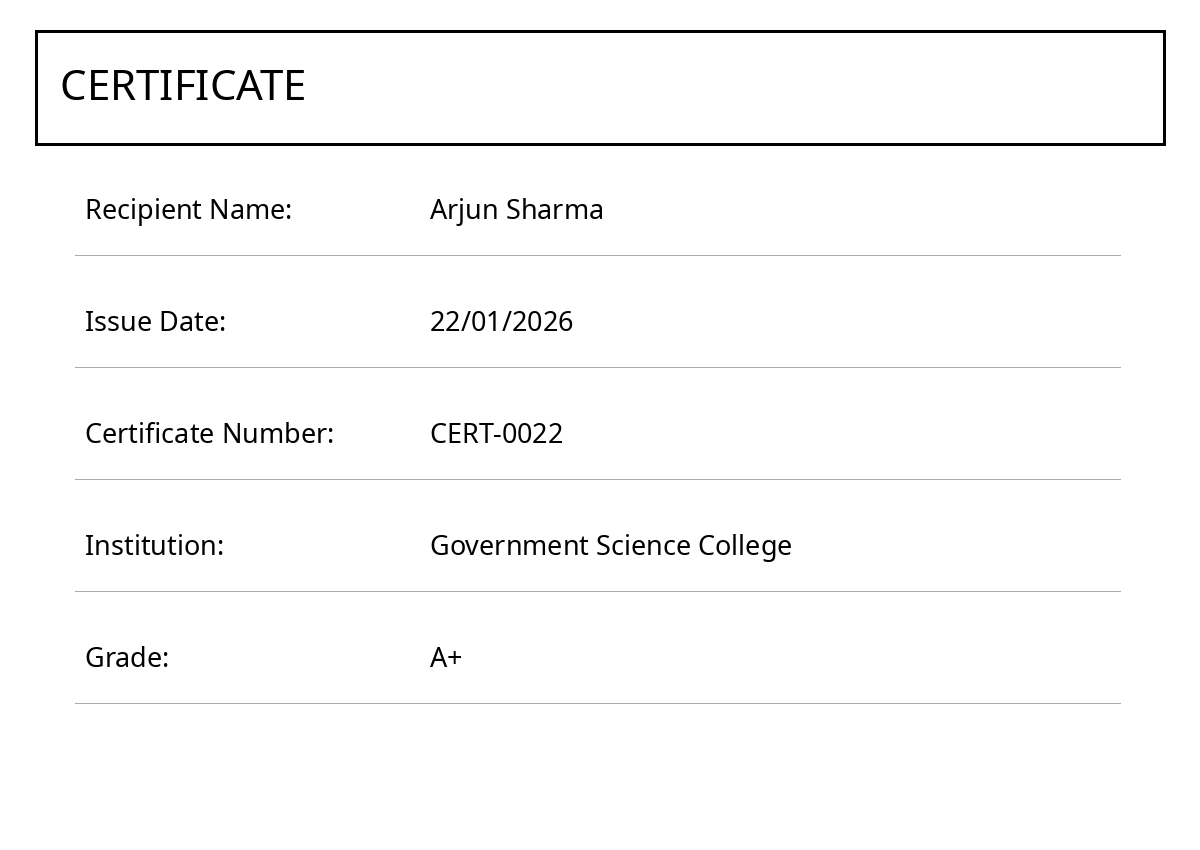 CERTIFICATE
Recipient Name: Arjun Sharma
Issue Date: 22/01/2026
Certificate Number: CERT-0022
Institution: Government Science College
Grade: A+